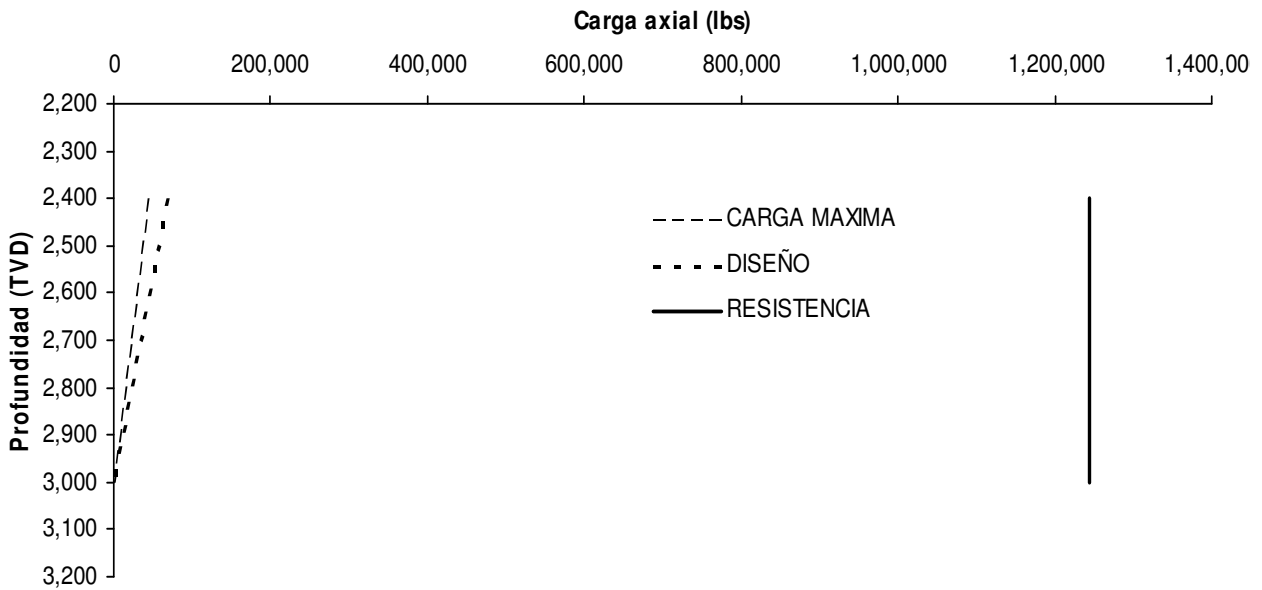 Carga axial (lbs)
0 200,000 400,000 600,000 800,000 1,000,000 1,200,000 1,400,00
2,200
2,300
2,400
2,500
2,600
2,700
2,800
2,900
3,000
3,100
3,200
Profundidad (TVD)
CARGA MAXIMA
DISEÑO
RESISTENCIA